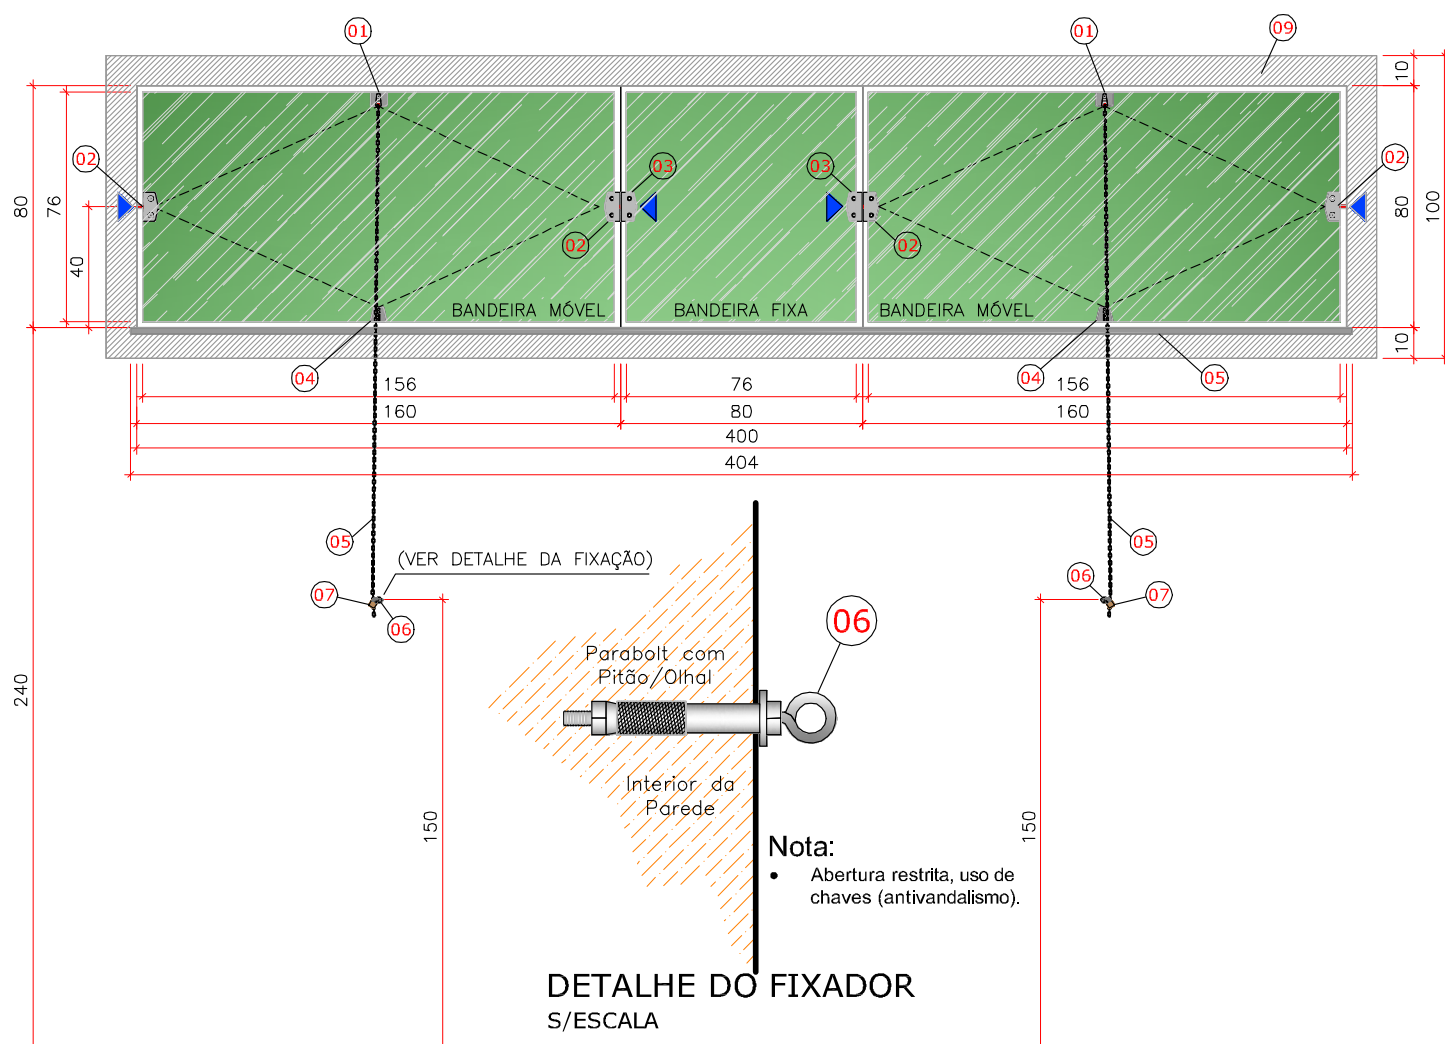 01
01
09
10
02
03
03
02
80
76
40
02
02
80
100
BANDEIRA MÓVEL
BANDEIRA FIXA
BANDEIRA MÓVEL
10
04
04
05
156
76
156
160
80
160
400
404
05
05
(VER DETALHE DA FIXAÇÃO)
07
06
06
07
06
240
150
150
Parabolt com
Pitão/Olhal
Interior da
Parede
Nota:
• Abertura restrita, uso de
chaves (antivandalismo).
DETALHE DO FIXADOR
S/ESCALA